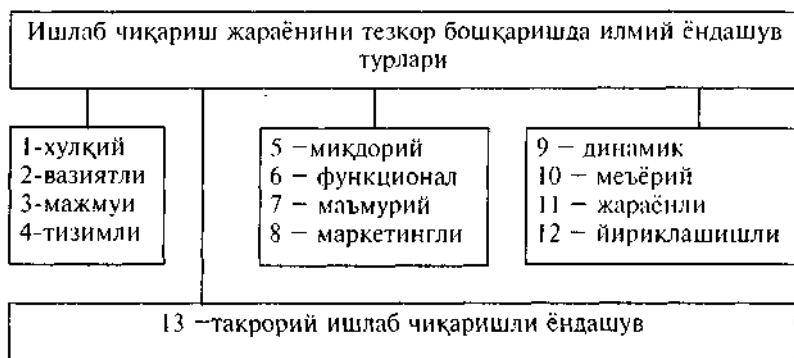 Ишлаб чиқариш жараёнини тезкор бошқаришда илмий ёндашув
турлари
1-хулқий
2-вазиятли
3-мажмуи
4-тизимли
5 –миқдорий
6 – функционал
7 – маъмурий
8 – маркетингли
9 – динамик
10 – меъёрий
11 – жараёнли
12 – йириклашишли
13 –такрорий ишлаб чиқаришли ёндашув